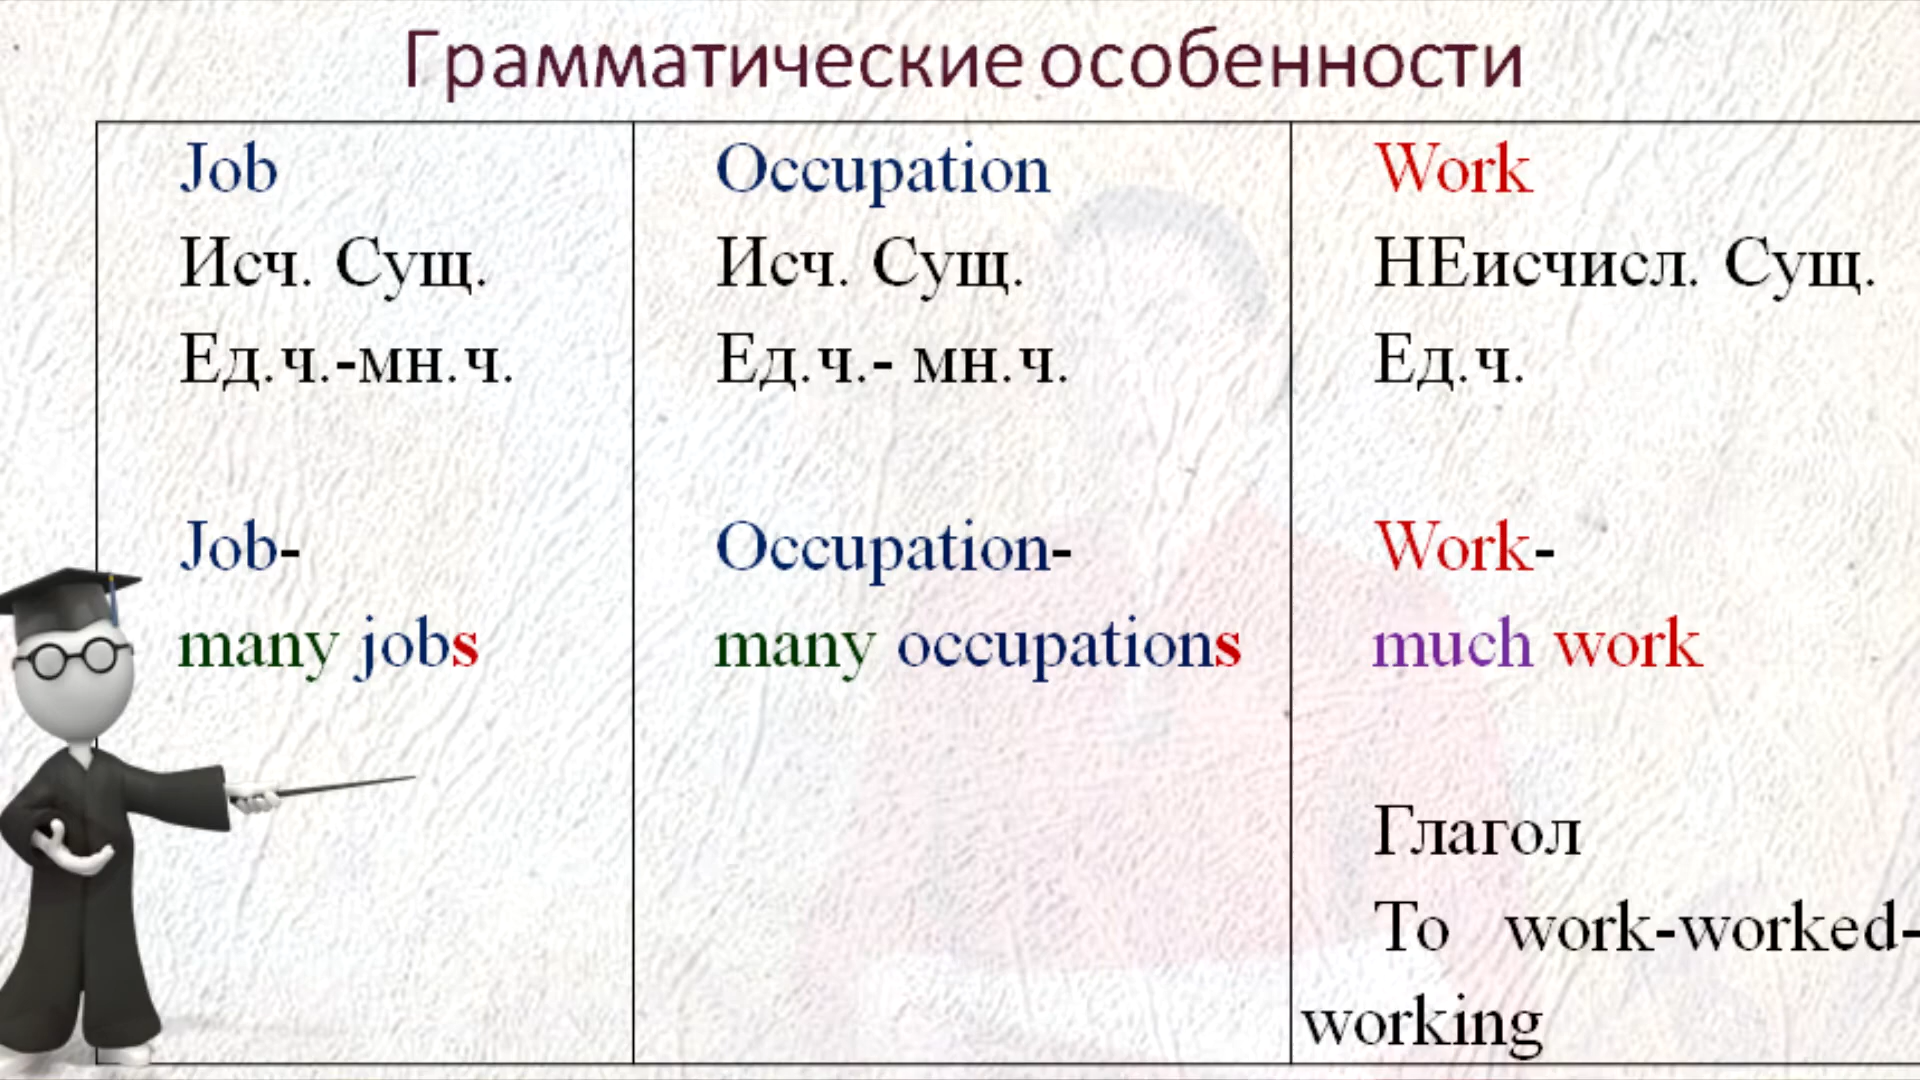 Грамматические особенности
Job
Исч. Сущ.
Ед.ч.-мн.ч.
Job-
many jobs
Occupation
Исч. Сущ.
Ед.ч.- мн.ч.
Occupation-
many occupations
Work
НЕисчисл. Сущ.
Ед.ч.
Work-
much work
Глагол
To work-worked-
working